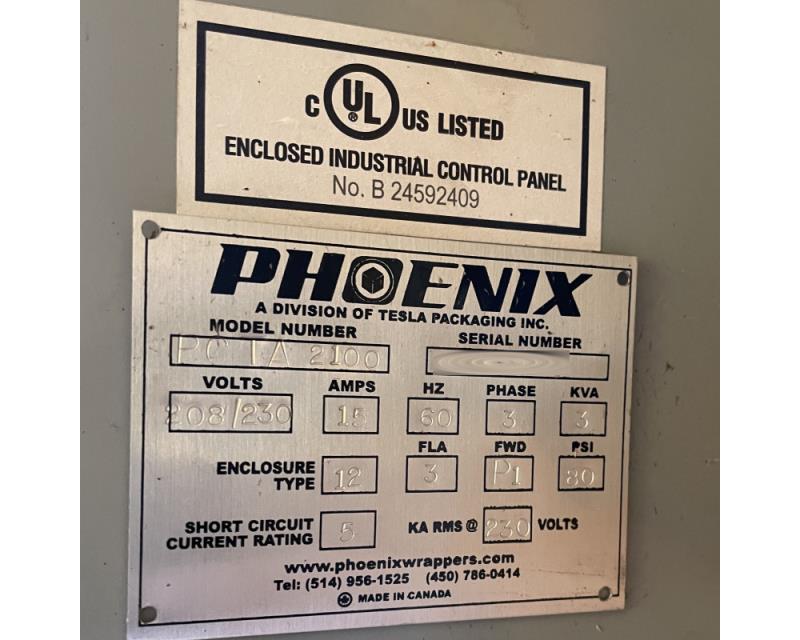 C UL US LISTED
®
ENCLOSED INDUSTRIAL CONTROL PANEL
No. B 24592409
PHOENIX
A DIVISION OF TESLA PACKAGING INC.
MODEL NUMBER SERIAL NUMBER
PCTA 2100
VOLTS AMPS HZ PHASE KVA
208/230 15 60 3 3
FLA FWD PSI
ENCLOSURE TYPE 12 3 P1 80
SHORT CIRCUIT CURRENT RATING 5 KA RMS @ 230 VOLTS
www.phoenixwrappers.com
Tel: (514) 956-1525 (450) 786-0414
MADE IN CANADA